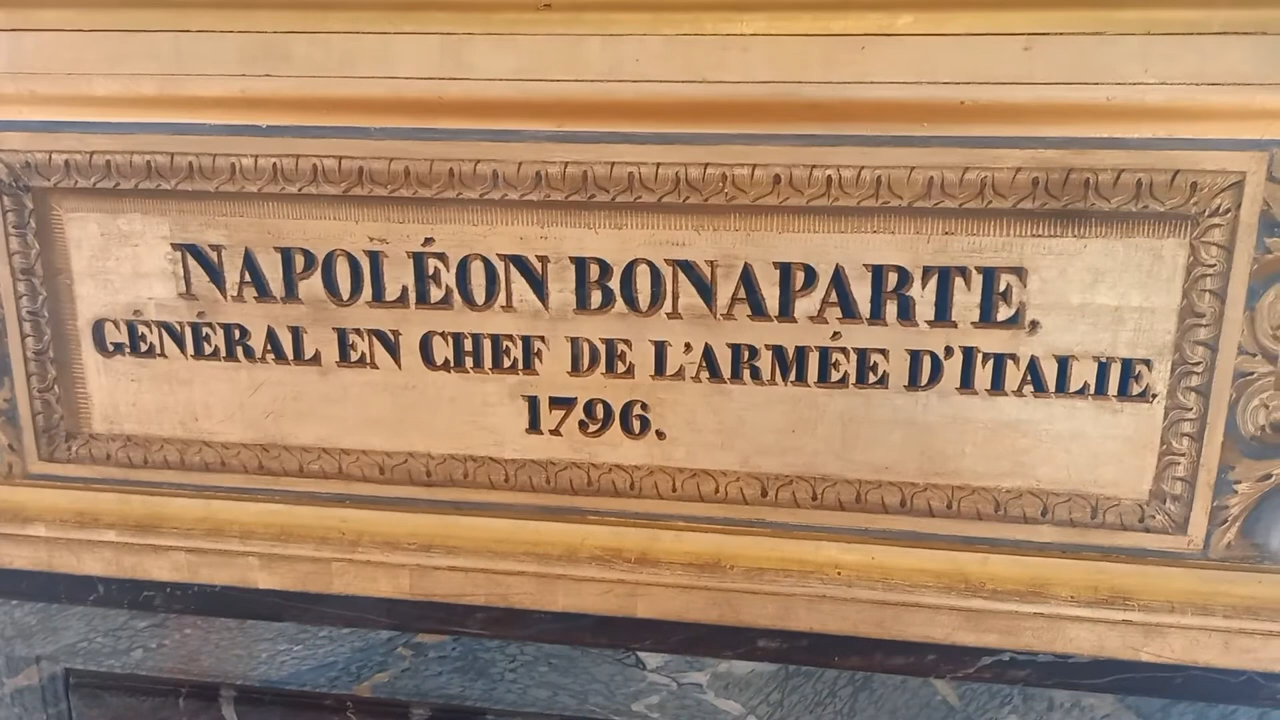 NAPOLÉON BONAPARTE,
GÉNÉRAL EN CHEF DE L'ARMÉE D'ITALIE,
1796.